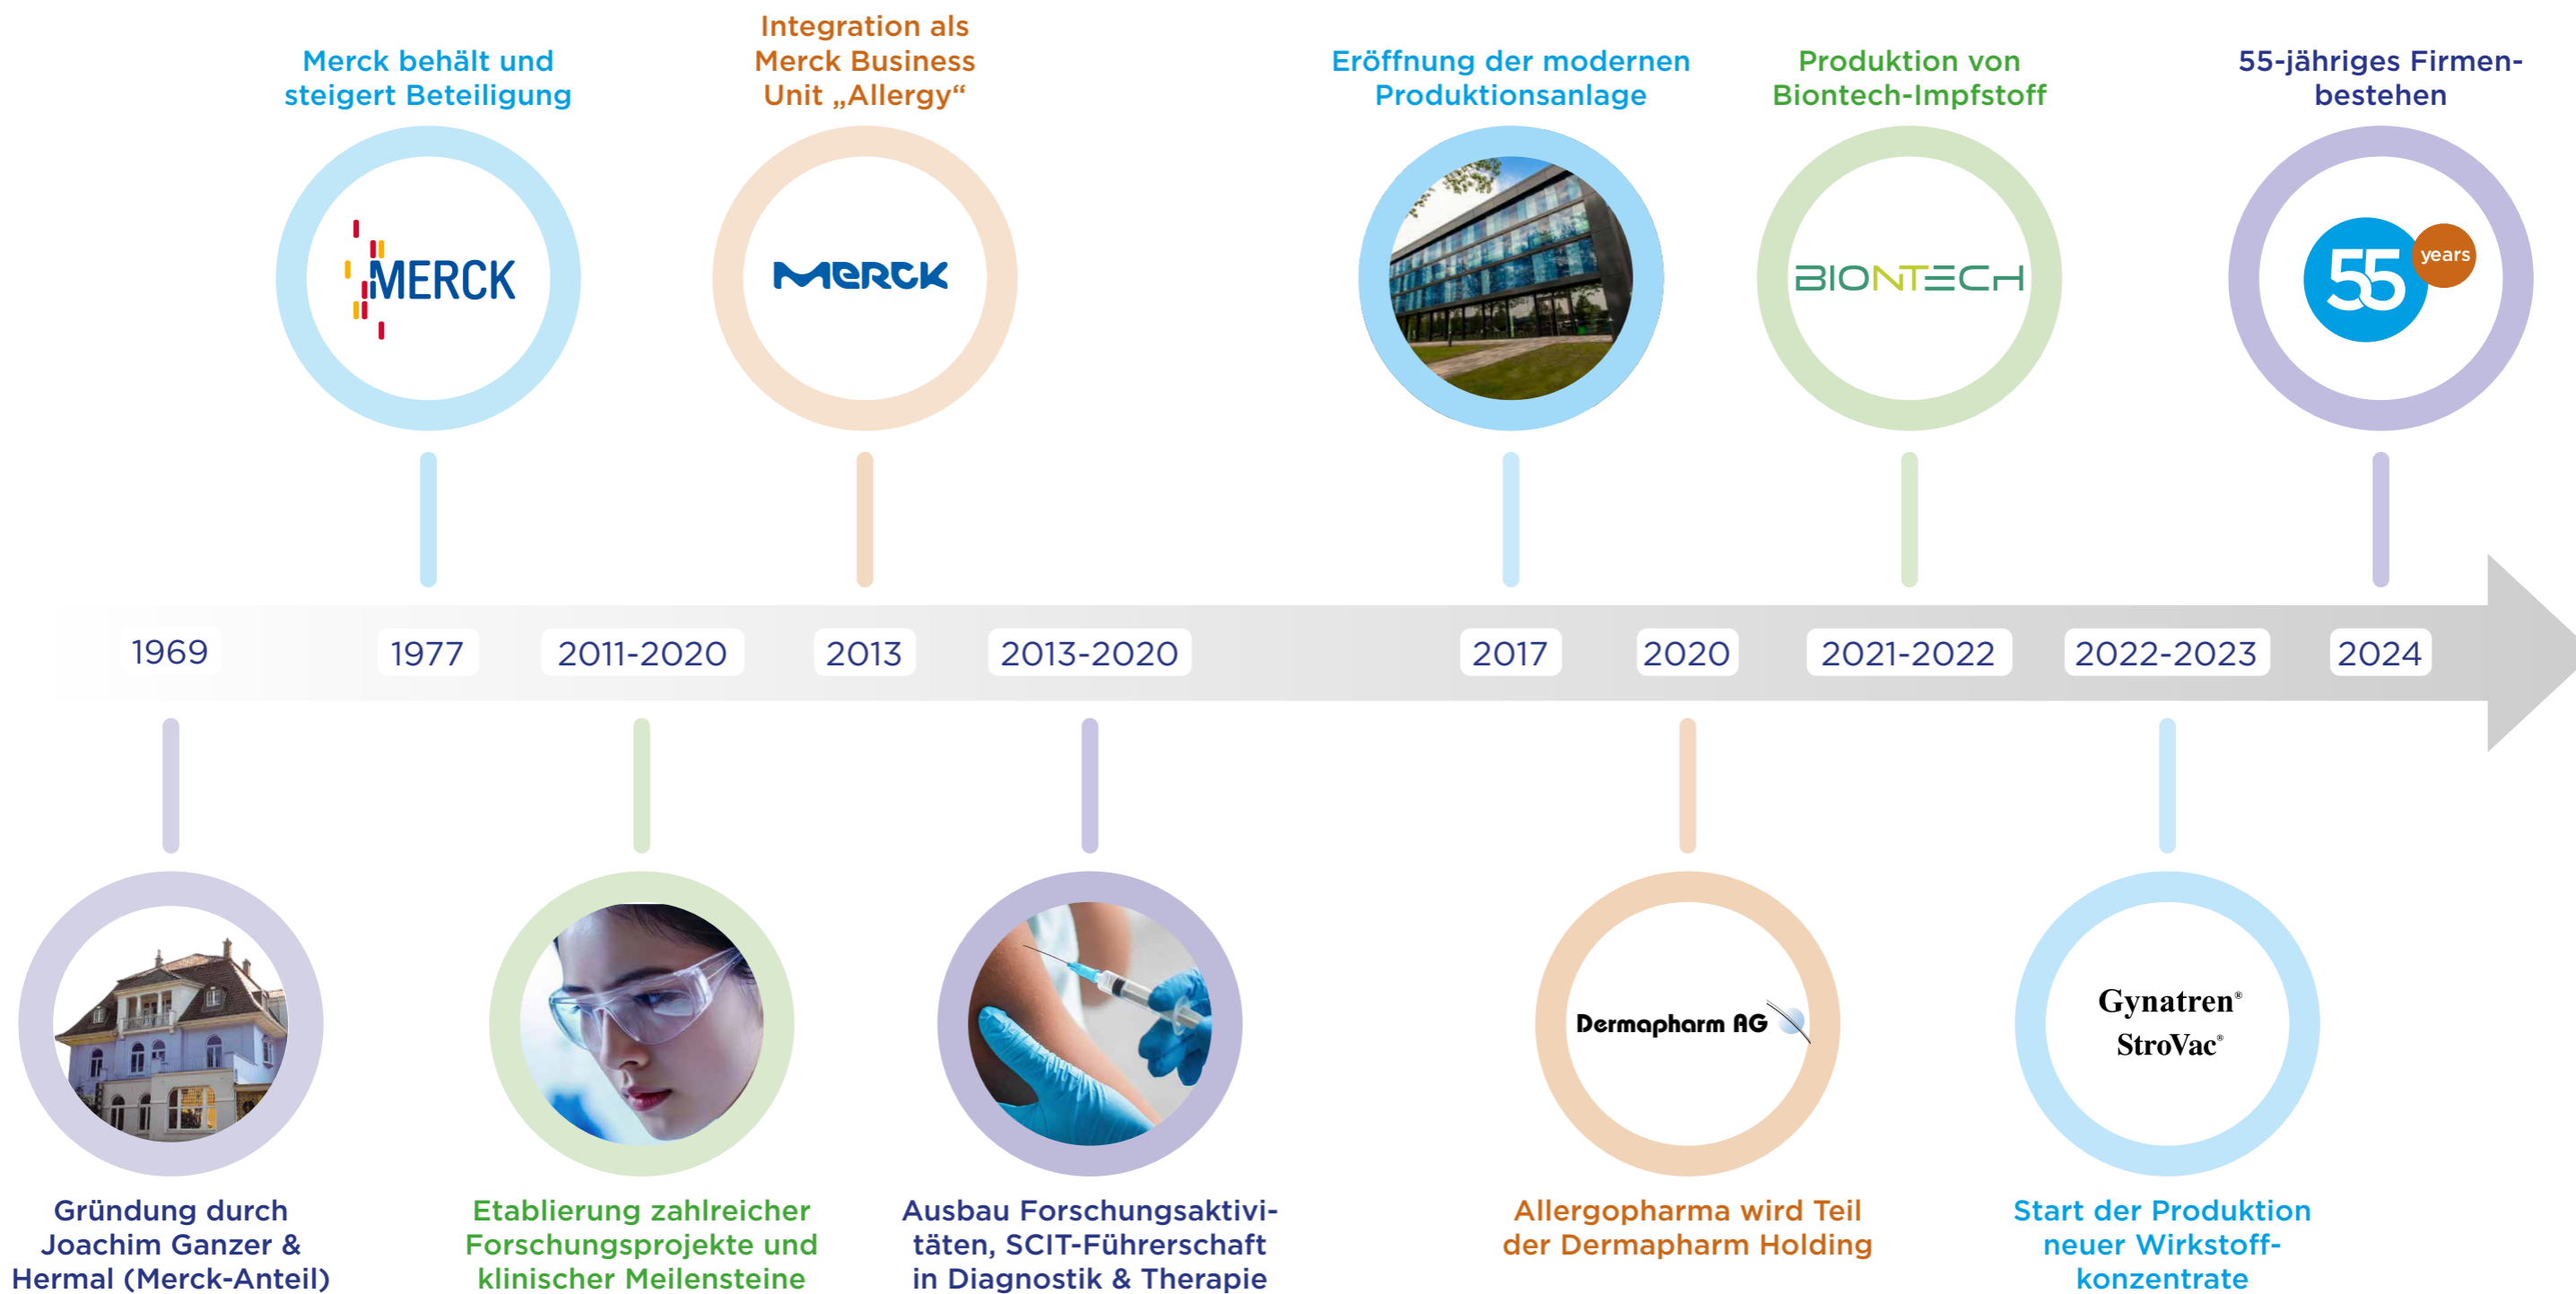 Merck behält und
steigert Beteiligung
MERCK
Integration als
Merck Business
Unit „Allergy“
MERCK
Eröffnung der modernen
Produktionsanlage
Produktion von
Biontech-Impfstoff
BIONTECH
55-jähriges Firmen-
bestehen
55
years
1969
1977
2011-2020
2013
2013-2020
2017
2020
2021-2022
2022-2023
2024
Gründung durch
Joachim Ganzer &
Hermal (Merck-Anteil)
Etablierung zahlreicher
Forschungsprojekte und
klinischer Meilensteine
Ausbau Forschungsaktivi-
täten, SCIT-Führerschaft
in Diagnostik & Therapie
Dermapharm AG
Allergopharma wird Teil
der Dermapharm Holding
Gynatren®
StroVac®
Start der Produktion
neuer Wirkstoff-
konzentrate